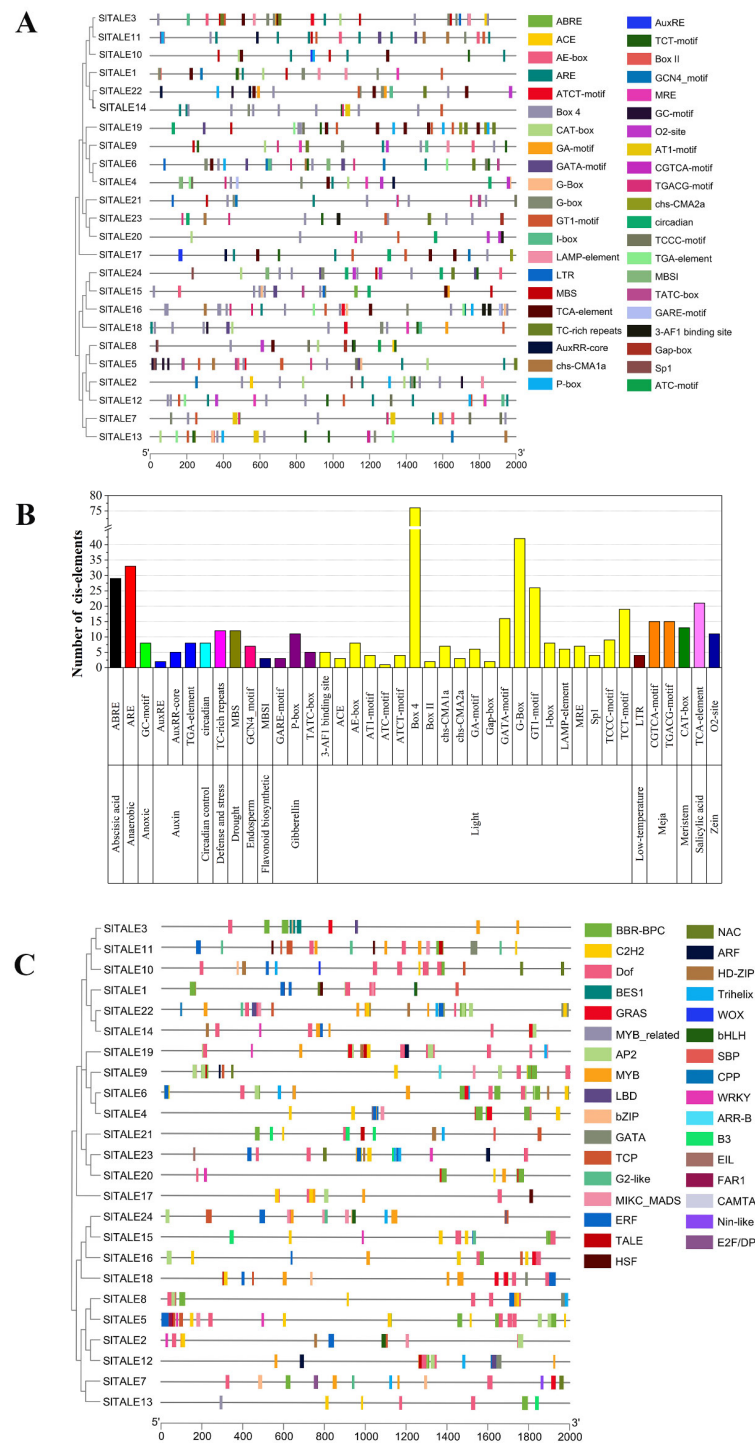 A
SlTALE3
SlTALE11
SlTALE10
SlTALE1
SlTALE22
SlTALE14
SlTALE19
SlTALE9
SlTALE6
SlTALE4
SlTALE21
SlTALE23
SlTALE20
SlTALE17
SlTALE24
SlTALE15
SlTALE16
SlTALE18
SlTALE8
SlTALE5
SlTALE2
SlTALE12
SlTALE7
SlTALE13
5' 3'
0 200 400 600 800 1000 1200 1400 1600 1800 2000
ABRE
ACE
AE-box
ARE
ATCT-motif
Box 4
CAT-box
GA-motif
GATA-motif
G-Box
G-box
GT1-motif
I-box
LAMP-element
LTR
MBS
TCA-element
TC-rich repeats
AuxRR-core
chs-CMA1a
P-box
AuxRE
TCT-motif
Box II
GCN4_motif
MRE
GC-motif
O2-site
AT1-motif
CGTCA-motif
TGACG-motif
chs-CMA2a
circadian
TCCC-motif
TGA-element
MBSI
TATC-box
GARE-motif
3-AF1 binding site
Gap-box
Sp1
ATC-motif
B
Number of cis-elements
80
75
40
35
30
25
20
15
10
5
0
ABRE
ARE
GC-motif
AuxRE
AuxRR-core
TGA-element
circadian
TC-rich repeats
MBS
GCN4_motif
MBSI
GARE-motif
P-box
TATC-box
3-AF1 binding site
ACE
AE-box
AT1-motif
ATC-motif
ATCT-motif
Box 4
Box II
chs-CMA1a
chs-CMA2a
GA-motif
Gap-box
GATA-motif
G-Box
GT1-motif
I-box
LAMP-element
MRE
Sp1
TCCC-motif
TCT-motif
LTR
CGTCA-motif
TGACG-motif
CAT-box
TCA-element
O2-site
Abscisic acid
Anaerobic
Anoxic
Auxin
Circadian control
Defense and stress
Drought
Endosperm
Flavonoid biosynthetic
Gibberellin
Light
Low-temperature
Meja
Meristem
Salicylic acid
Zein
C
SlTALE3
SlTALE11
SlTALE10
SlTALE1
SlTALE22
SlTALE14
SlTALE19
SlTALE9
SlTALE6
SlTALE4
SlTALE21
SlTALE23
SlTALE20
SlTALE17
SlTALE24
SlTALE15
SlTALE16
SlTALE18
SlTALE8
SlTALE5
SlTALE2
SlTALE12
SlTALE7
SlTALE13
5' 3'
0 200 400 600 800 1000 1200 1400 1600 1800 2000
BBR-BPC
C2H2
Dof
BES1
GRAS
MYB_related
AP2
MYB
LBD
bZIP
GATA
TCP
G2-like
MIKC_MADS
ERF
TALE
HSF
NAC
ARF
HD-ZIP
Trihelix
WOX
bHLH
SBP
CPP
WRKY
ARR-B
B3
EIL
FAR1
CAMTA
Nin-like
E2F/DP